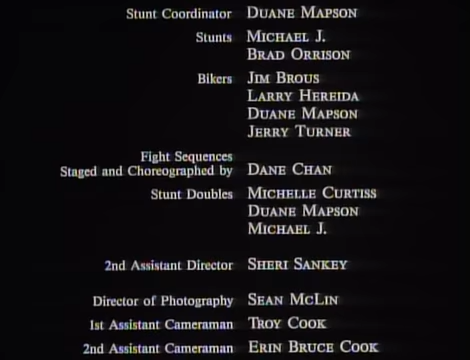 Stunt Coordinator DUANE MAPSON
Stunts MICHAEL J.
BRAD ORRISON
Bikers JIM BROUS
LARRY HEREIDA
DUANE MAPSON
JERRY TURNER
Fight Sequences
Staged and Choreographed by DANE CHAN
Stunt Doubles MICHELLE CURTISS
DUANE MAPSON
MICHAEL J.
2nd Assistant Director SHERI SANKEY
Director of Photography SEAN MCLIN
1st Assistant Cameraman TROY COOK
2nd Assistant Cameraman ERIN BRUCE COOK